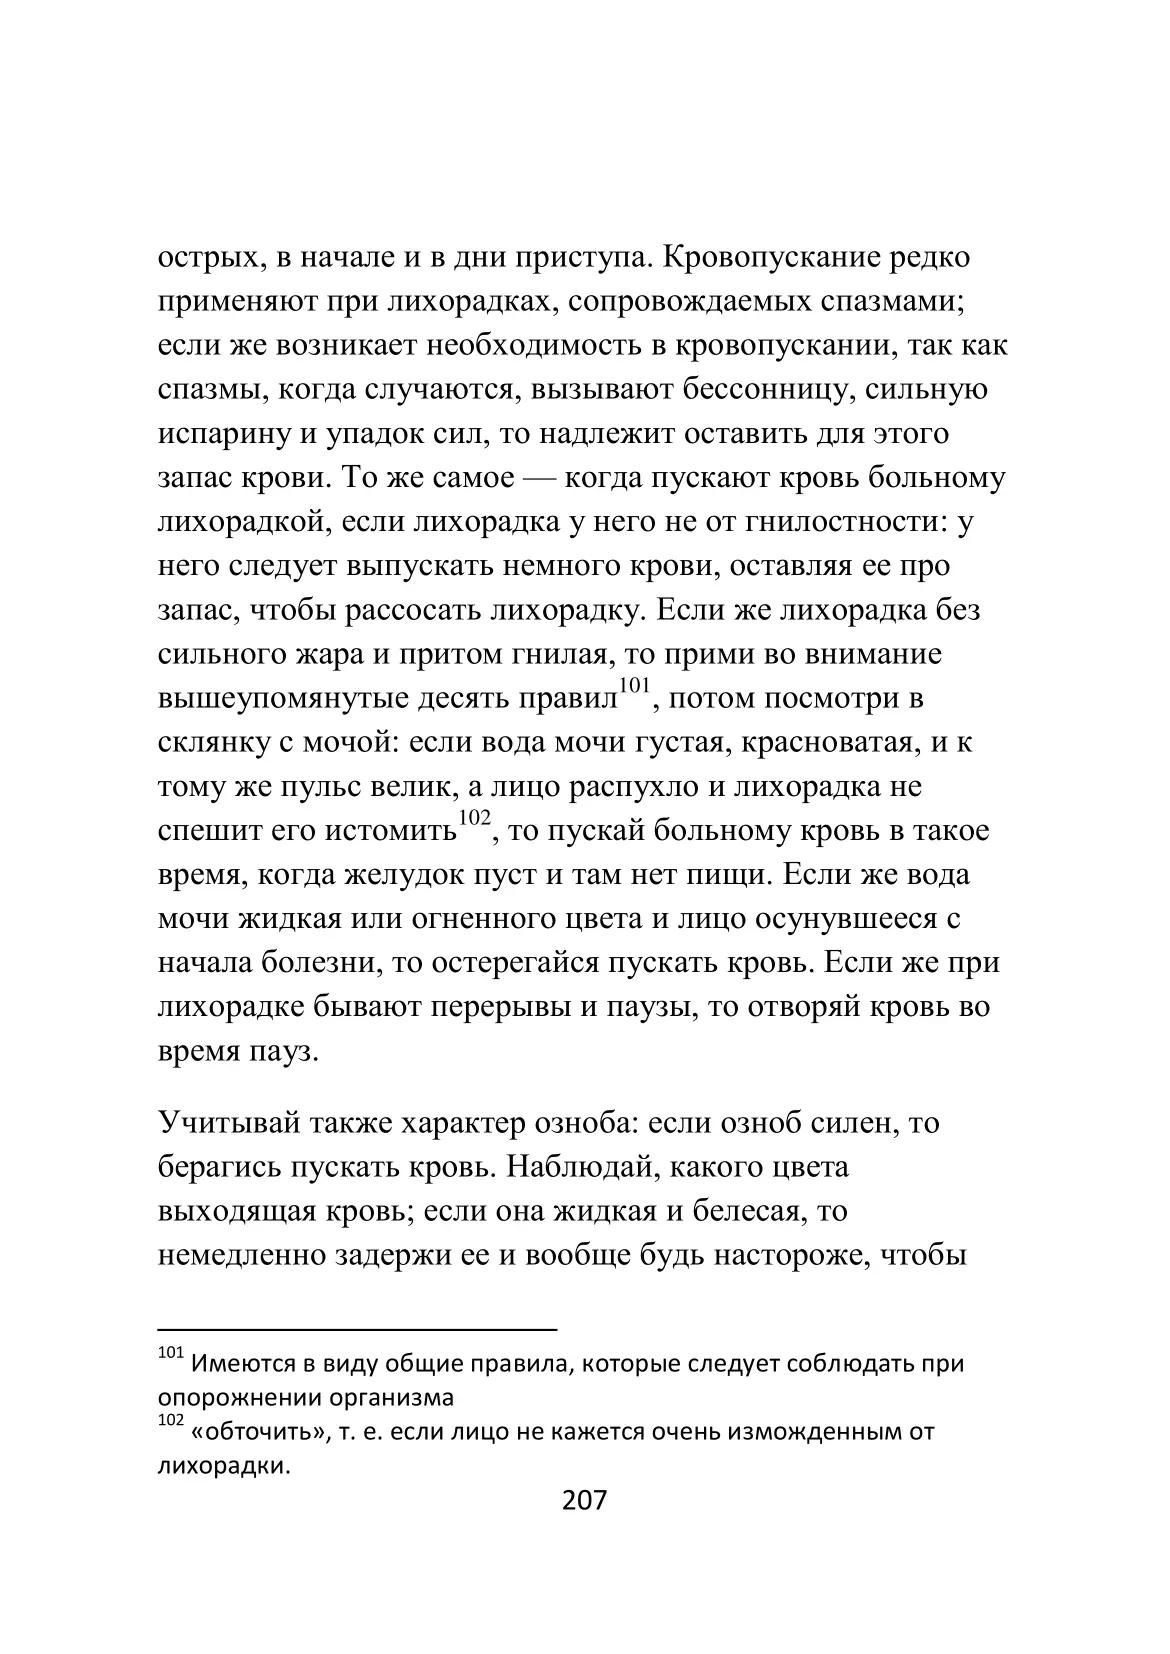 острых, в начале и в дни приступа. Кровопускание редко
применяют при лихорадках, сопровождаемых спазмами;
если же возникает необходимость в кровопускании, так как
спазмы, когда случаются, вызывают бессонницу, сильную
испарину и упадок сил, то надлежит оставить для этого
запас крови. То же самое — когда пускают кровь больному
лихорадкой, если лихорадка у него не от гнилостности: у
него следует выпускать немного крови, оставляя ее про
запас, чтобы рассосать лихорадку. Если же лихорадка без
сильного жара и притом гнилая, то прими во внимание
вышеупомянутые десять правил101, потом посмотри в
склянку с мочой: если вода мочи густая, красноватая, и к
тому же пульс велик, а лицо распухло и лихорадка не
спешит его истомить102, то пускай больному кровь в такое
время, когда желудок пуст и там нет пищи. Если же вода
мочи жидкая или огненного цвета и лицо осунувшееся с
начала болезни, то остерегайся пускать кровь. Если же при
лихорадке бывают перерывы и паузы, то отворяй кровь во
время пауз.
Учитывай также характер озноба: если озноб силен, то
берагись пускать кровь. Наблюдай, какого цвета
выходящая кровь; если она жидкая и белесая, то
немедленно задержи ее и вообще будь настороже, чтобы
101 Имеются в виду общие правила, которые следует соблюдать при
опорожнении организма
102 «обточить», т. е. если лицо не кажется очень изможденным от
лихорадки.
207